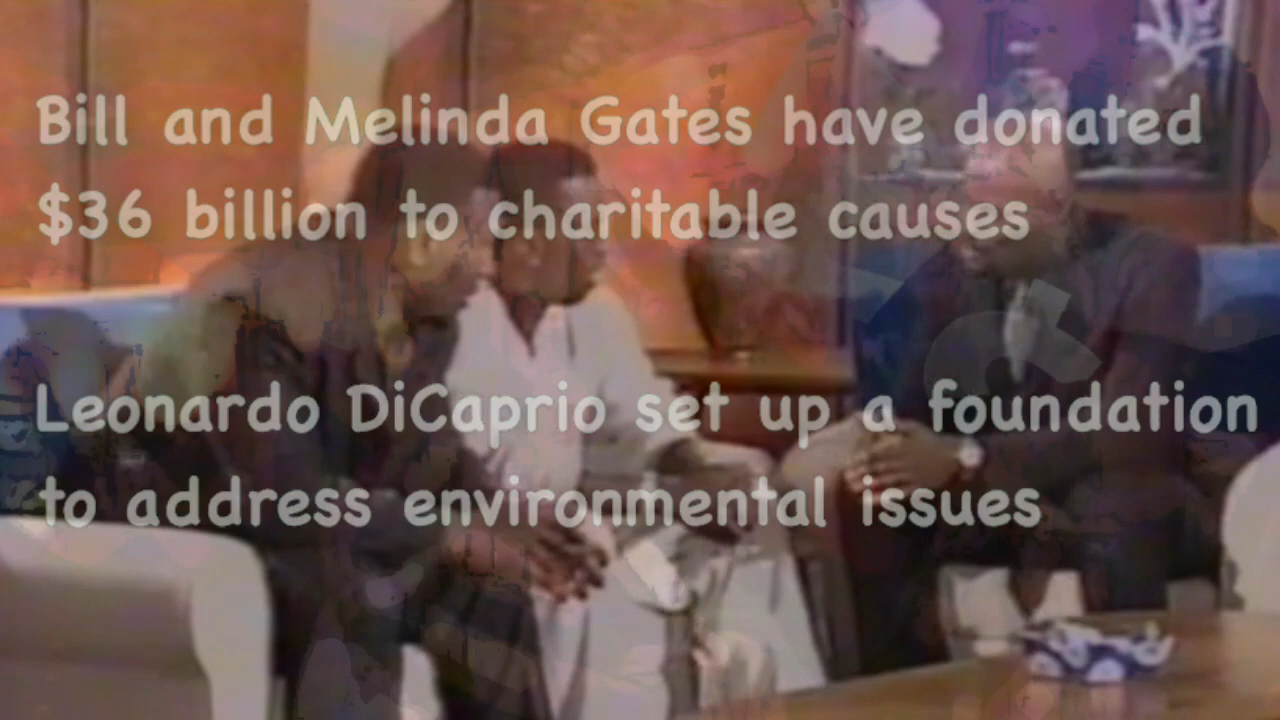 Bill and Melinda Gates have donated
$36 billion to charitable causes
Leonardo DiCaprio set up a foundation
to address environmental issues